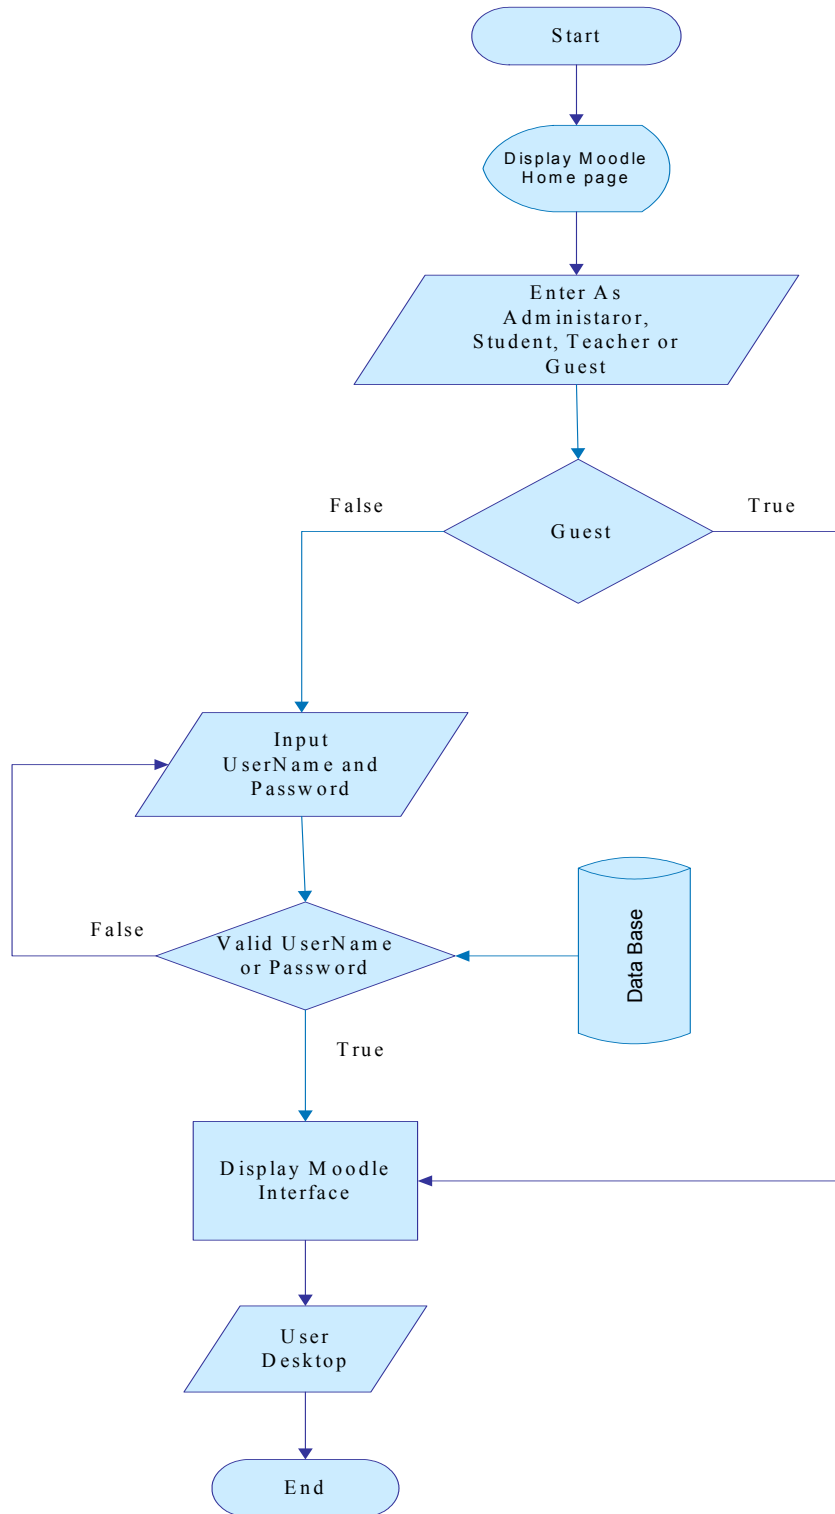 Start
Display Moodle
Home page
Enter As
Administaror,
Student, Teacher or
Guest
False
True
Guest
Input
UserName and
Password
False
Valid UserName
or Password
Data Base
True
Display Moodle
Interface
User
Desktop
End